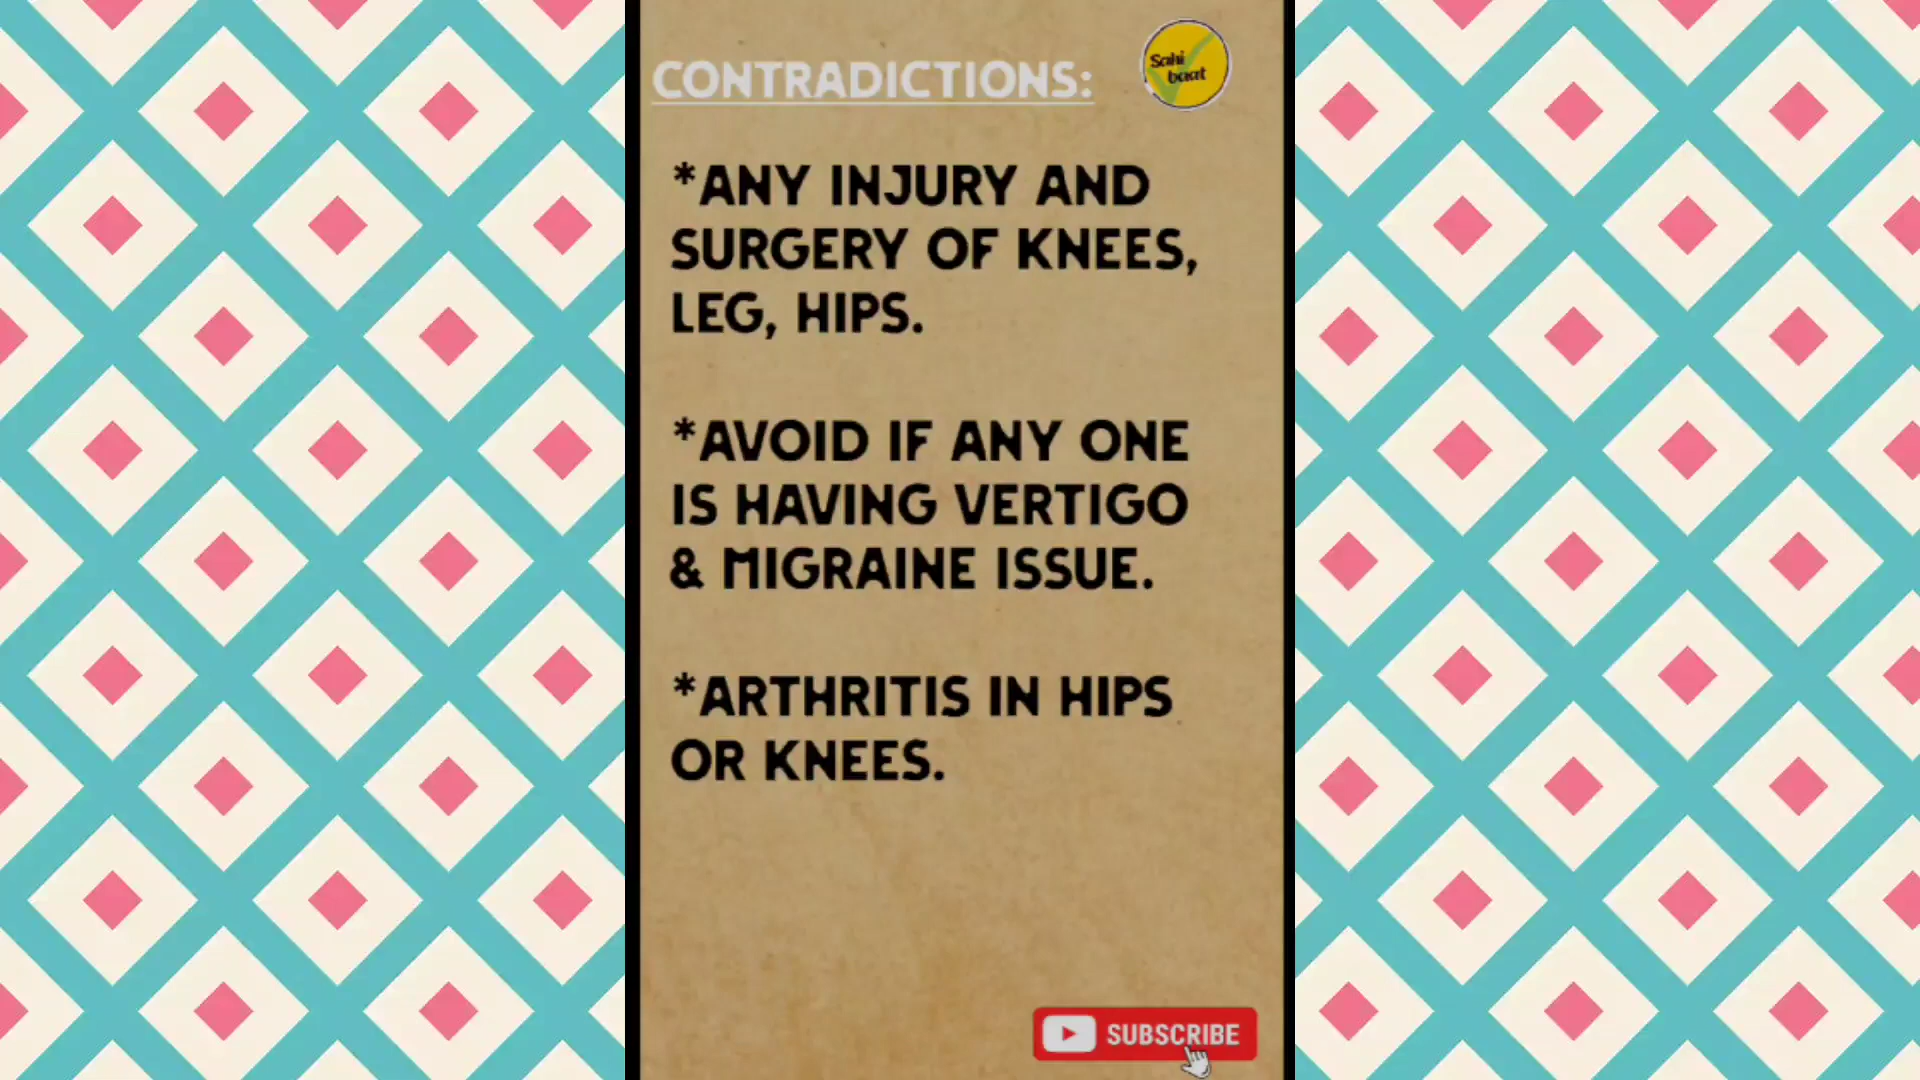 CONTRADICTIONS:
Sahi
baat
*ANY INJURY AND
SURGERY OF KNEES,
LEG, HIPS.
*AVOID IF ANY ONE
IS HAVING VERTIGO
& MIGRAINE ISSUE.
*ARTHRITIS IN HIPS
OR KNEES.
SUBSCRIBE